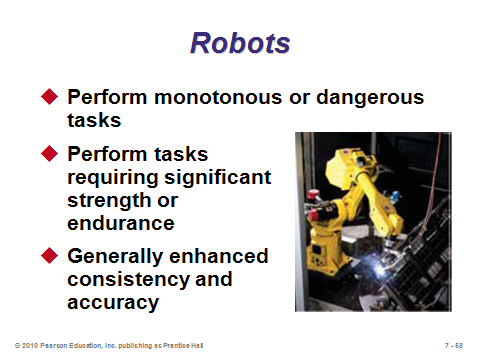 Robots
Perform monotonous or dangerous
tasks
Perform tasks
requiring significant
strength or
endurance
Generally enhanced
consistency and
accuracy
© 2010 Pearson Education, Inc. publishing as Prentice Hall
7 - 58